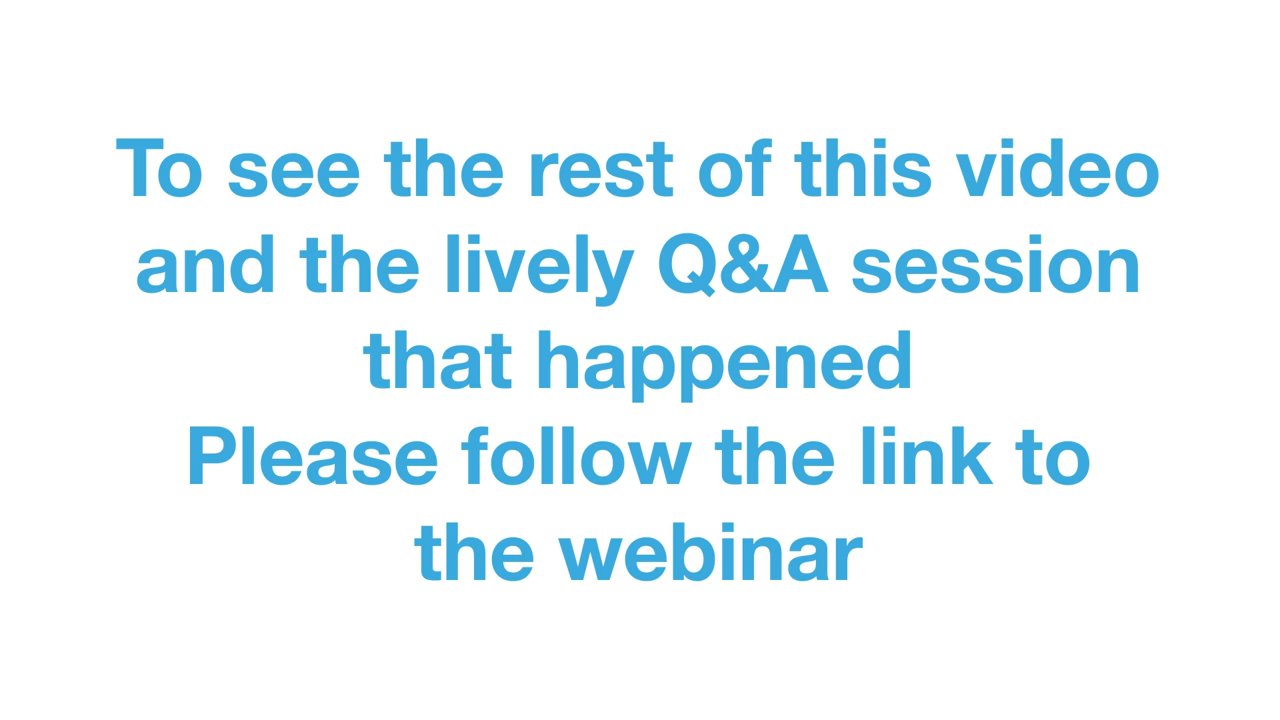 To see the rest of this video
and the lively Q&A session
that happened
Please follow the link to
the webinar